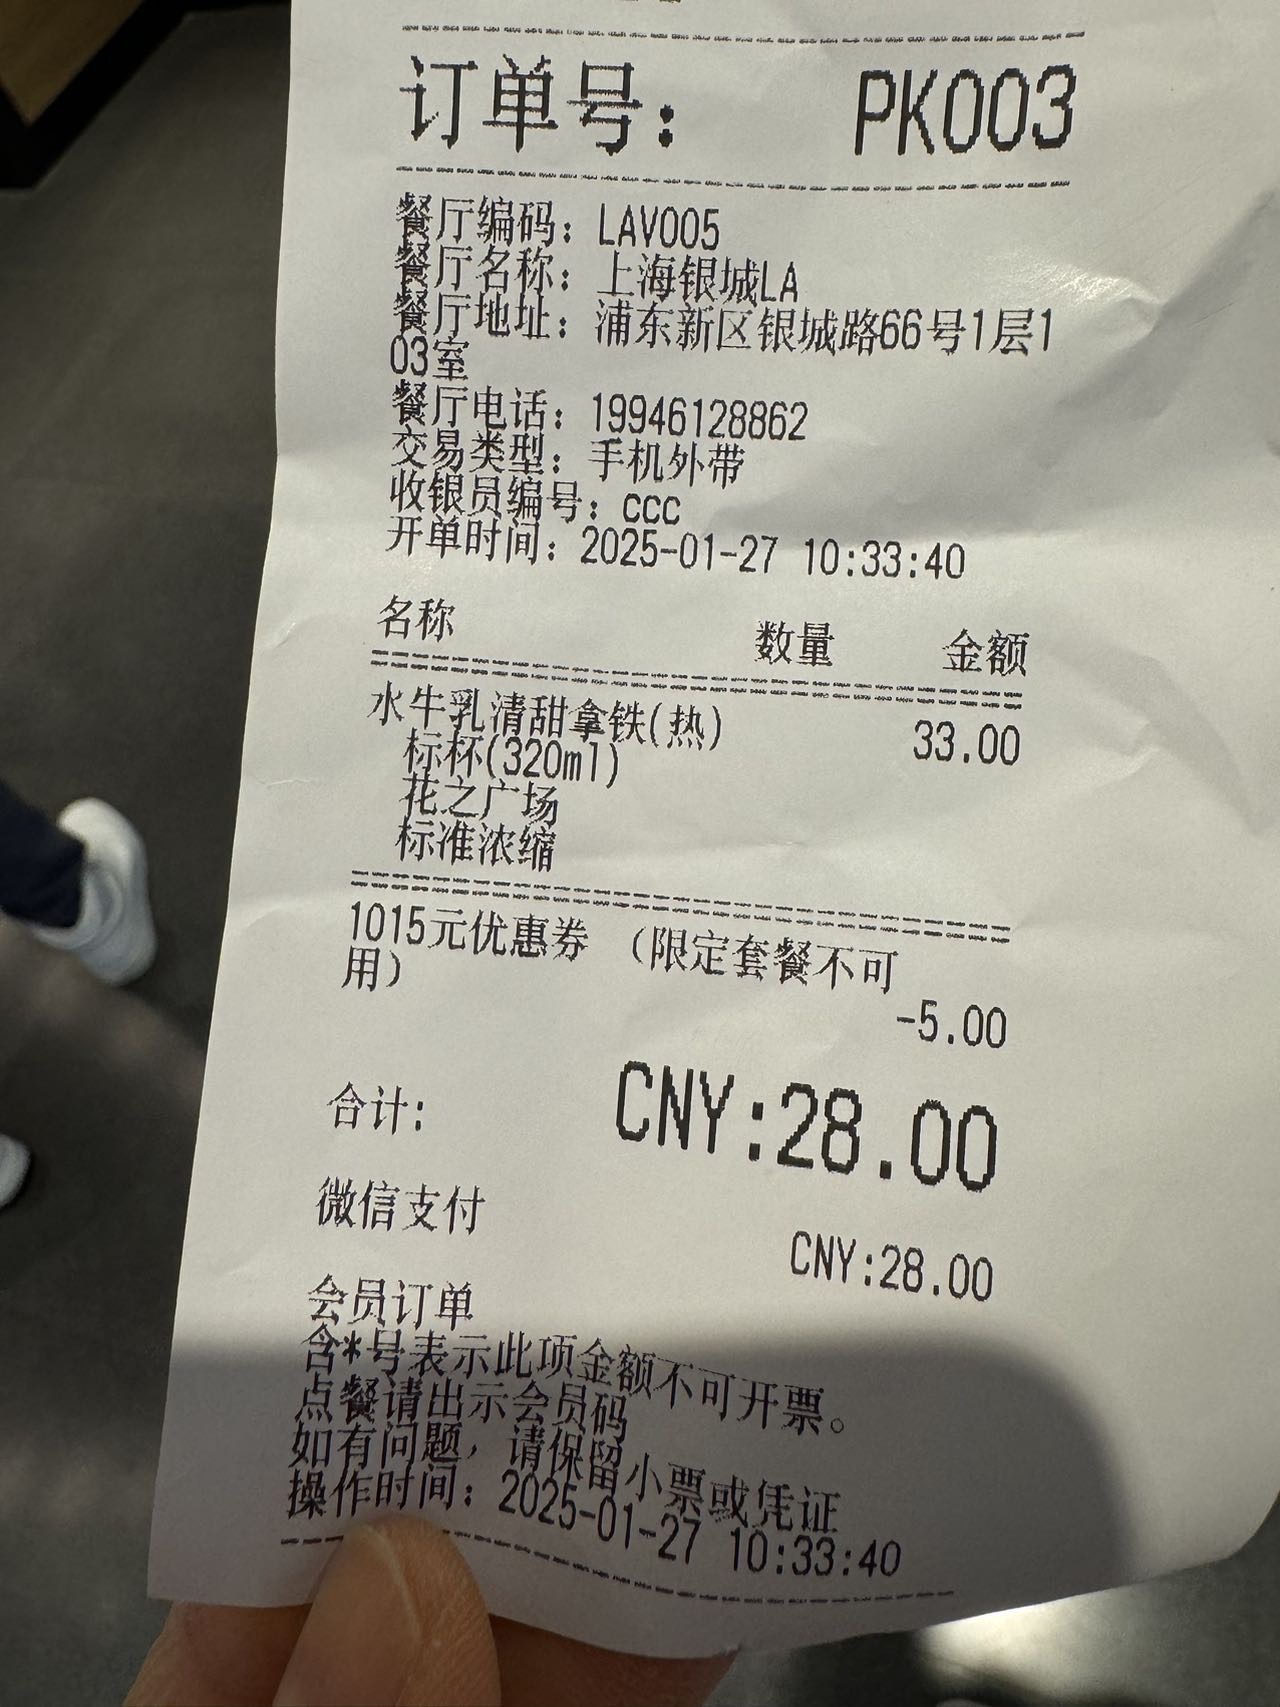 订单号： PK003
餐厅编码：LAV005
餐厅名称：上海银城LA
餐厅地址：浦东新区银城路66号1层1
03室
餐厅电话：19946128862
交易类型：手机外带
收银员编号：ccc
开单时间：2025-01-27 10:33:40
名称 数量 金额
水牛乳清甜拿铁(热) 33.00
标杯(320ml)
花之广场
标准浓缩
1015元优惠券 （限定套餐不可
用） -5.00
合计: CNY:28.00
微信支付 CNY:28.00
会员订单
含*号表示此项金额不可开票。
点餐请出示会员码
如有问题，请保留小票或凭证
操作时间：2025-01-27 10:33:40